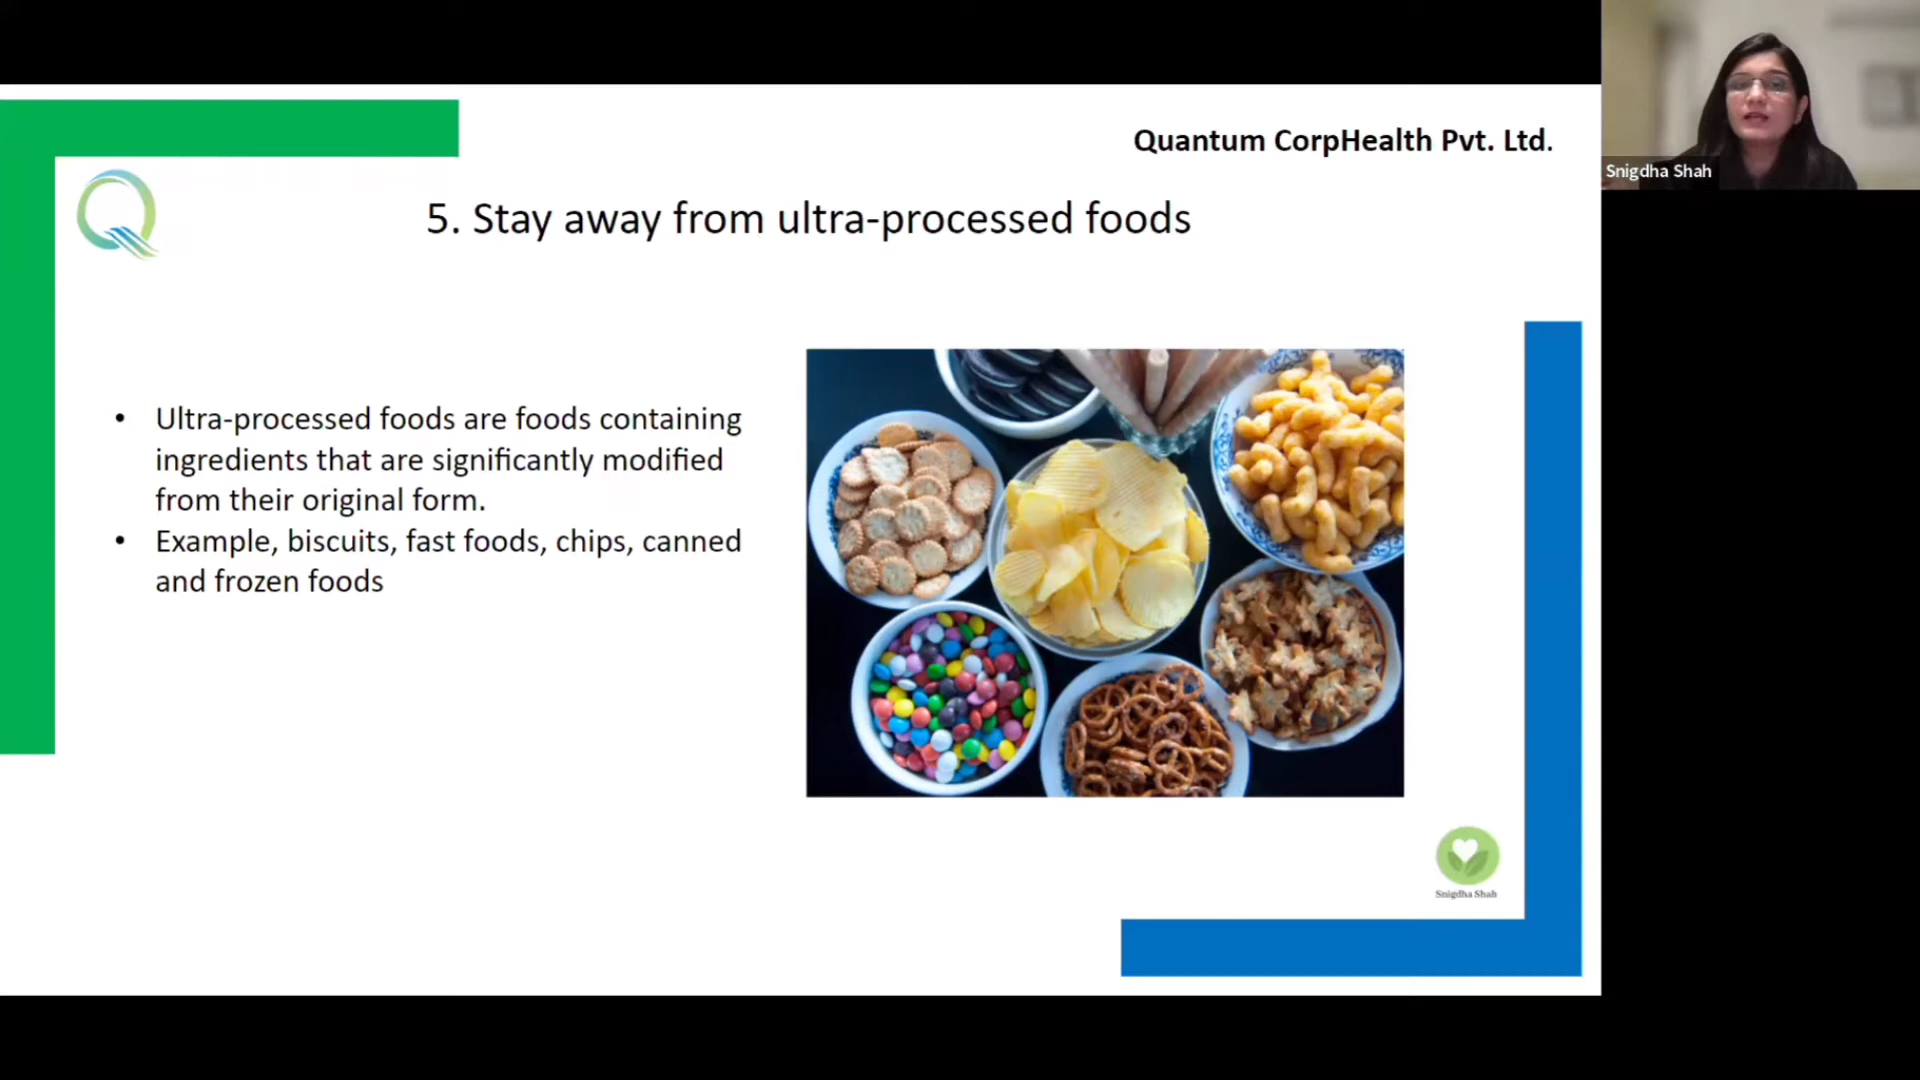 Quantum CorpHealth Pvt. Ltd.
Snigdha Shah
5. Stay away from ultra-processed foods
• Ultra-processed foods are foods containing
ingredients that are significantly modified
from their original form.
• Example, biscuits, fast foods, chips, canned
and frozen foods
Snigdha Shah